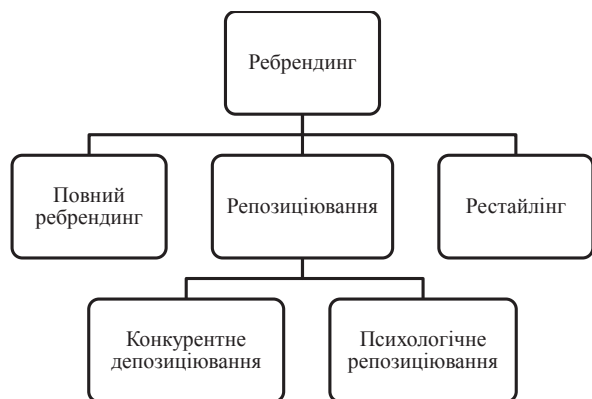 Ребрендинг
Повний
ребрендинг
Репозиціювання
Рестайлінг
Конкурентне
депозиціювання
Психологічне
репозиціювання